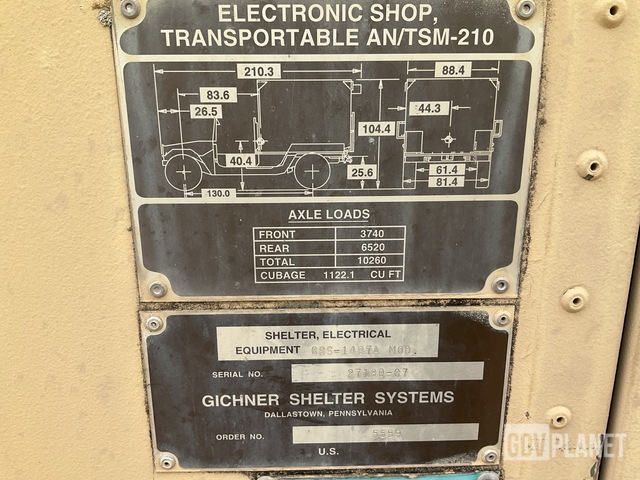 ELECTRONIC SHOP,
TRANSPORTABLE AN/TSM-210
210.3
88.4
83.6
44.3
26.5
104.4
40.4
25.6
61.4
81.4
130.0
AXLE LOADS
FRONT 3740
REAR 6520
TOTAL 10260
CUBAGE 1122.1 CU FT
SHELTER, ELECTRICAL
EQUIPMENT MOD.
SERIAL NO.
GICHNER SHELTER SYSTEMS
DALLASTOWN, PENNSYLVANIA
ORDER NO.
U.S.
GOVPLANET